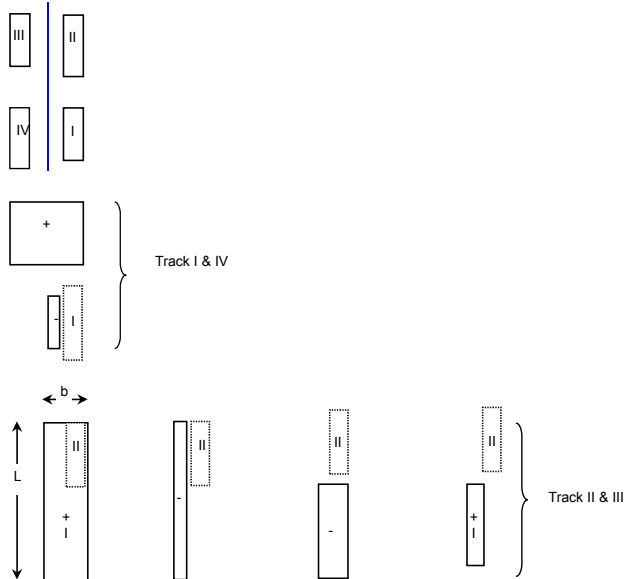 III II
IV I
+
Track I & IV
- I
b
II II II II
L
+ - - +
I I
Track II & III